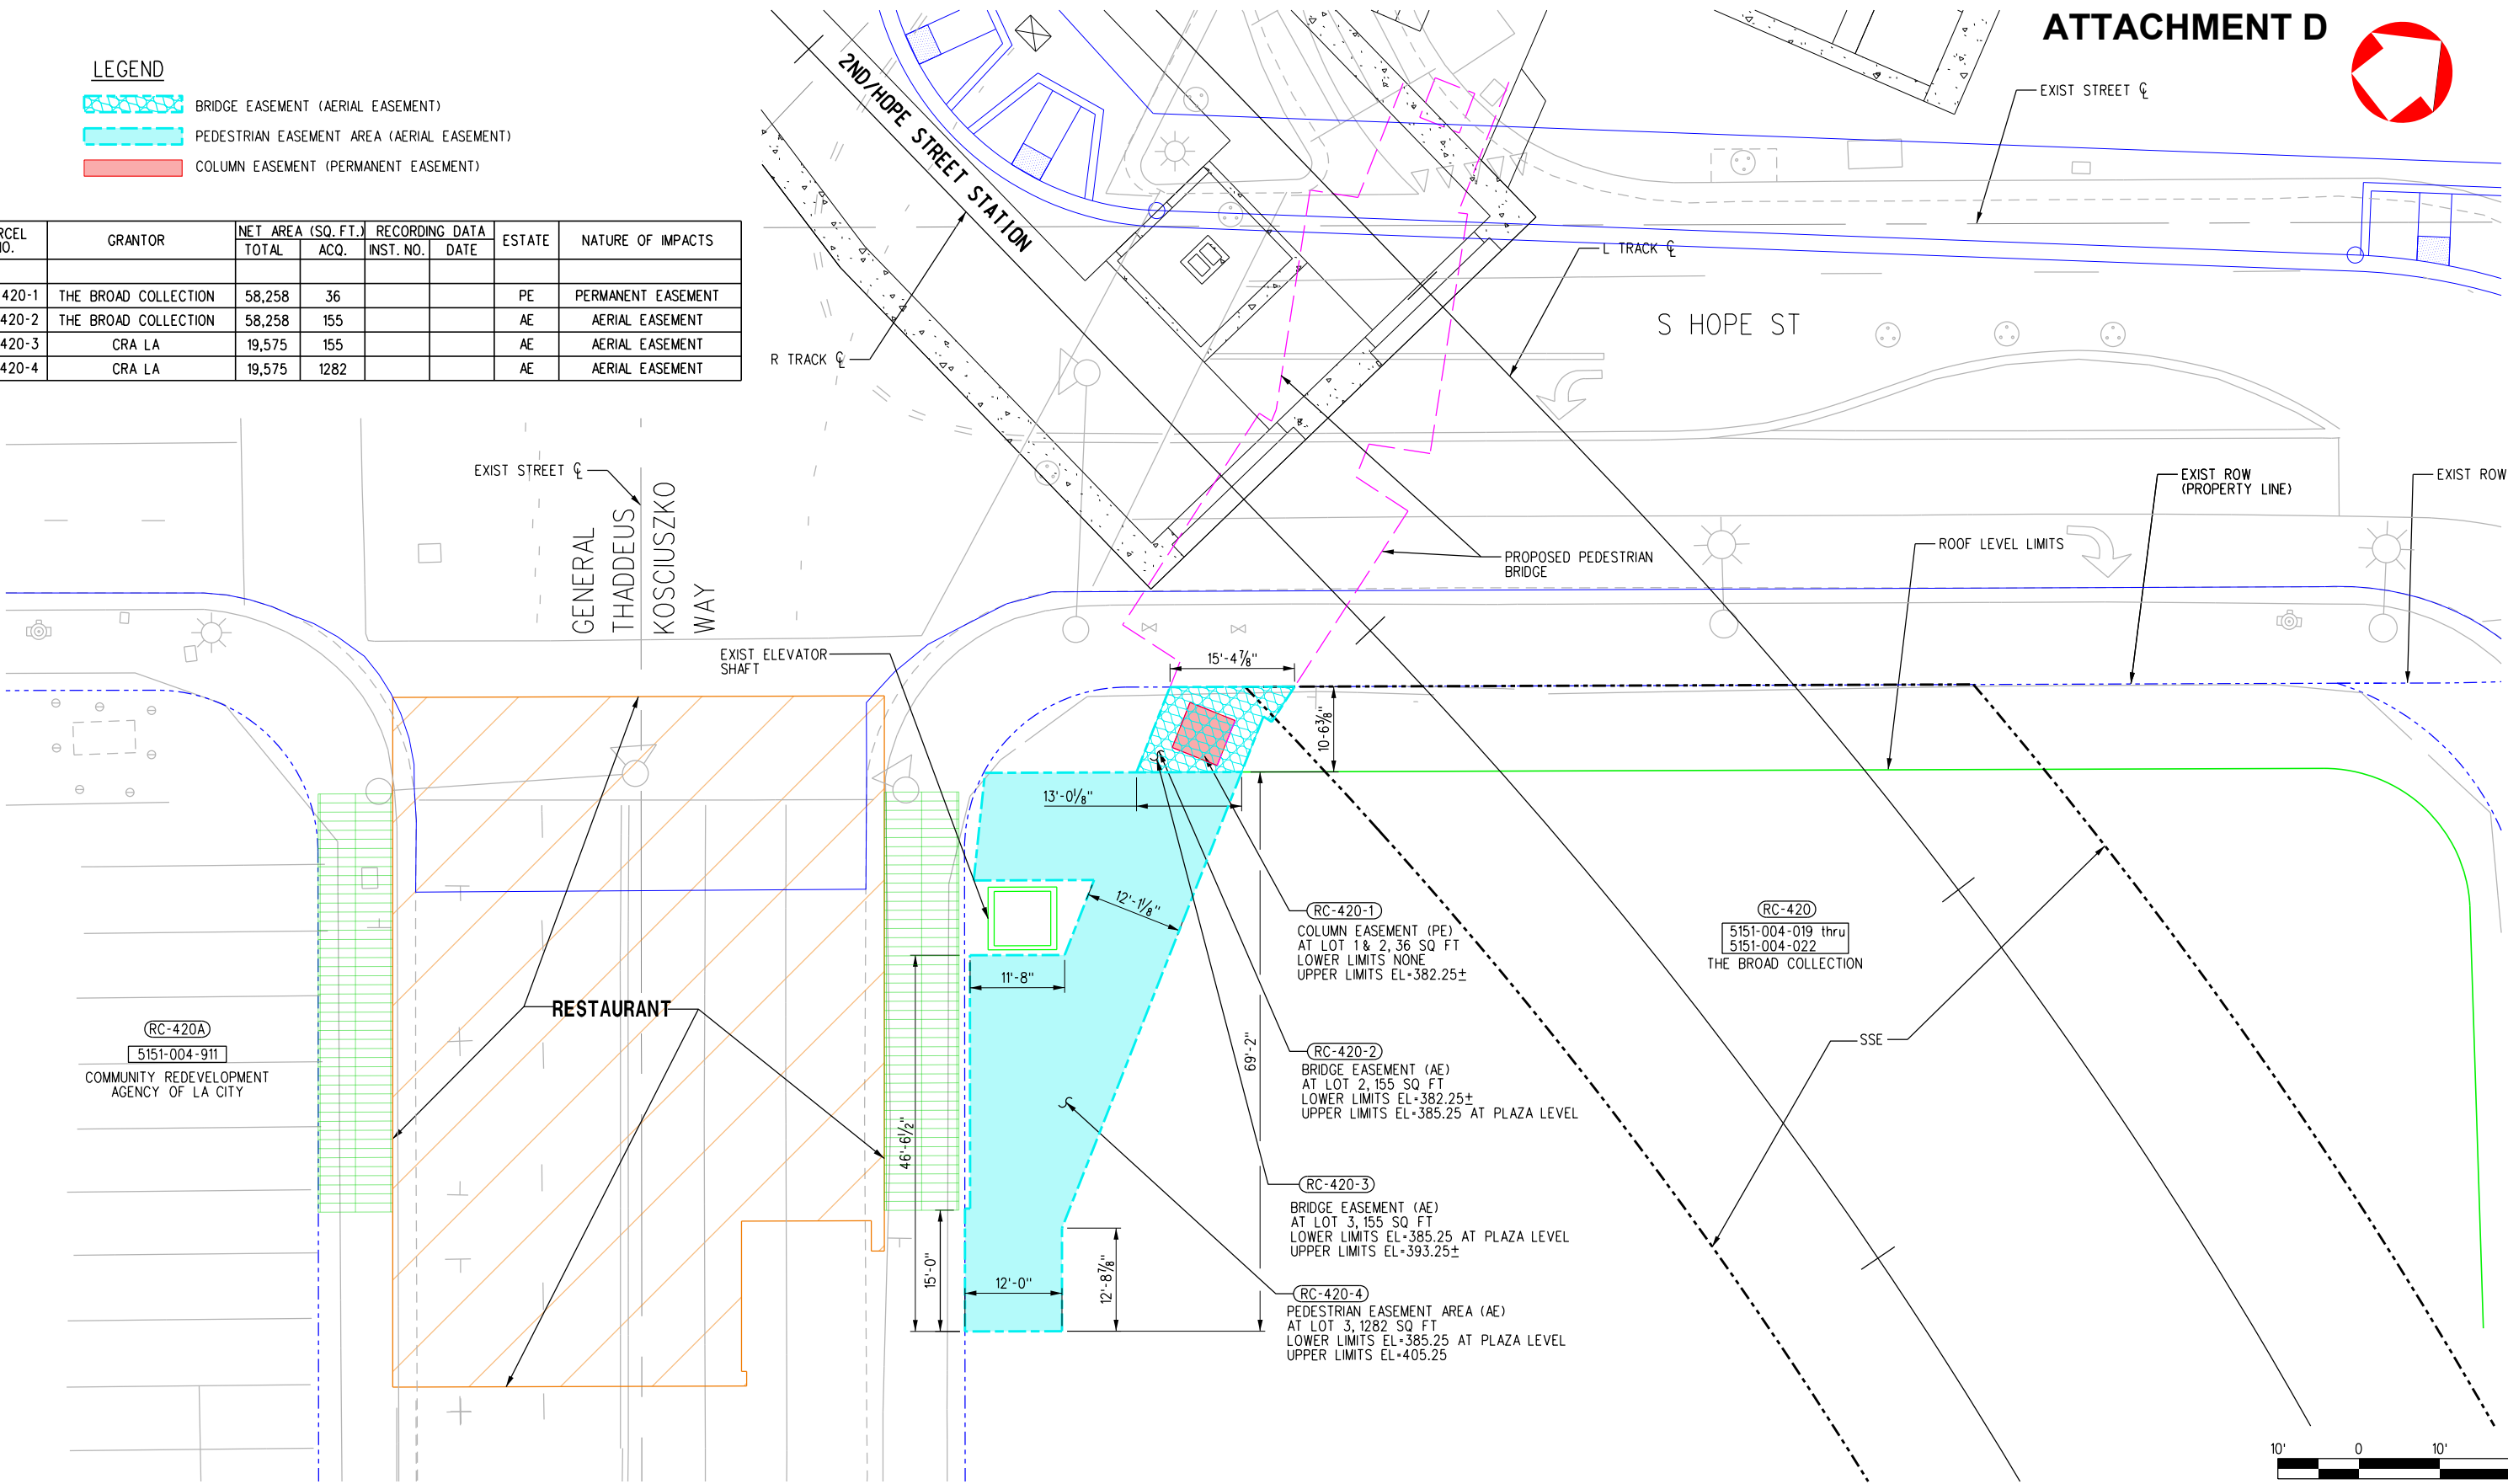 ATTACHMENT D
LEGEND
BRIDGE EASEMENT (AERIAL EASEMENT)
PEDESTRIAN EASEMENT AREA (AERIAL EASEMENT)
COLUMN EASEMENT (PERMANENT EASEMENT)
RCEL NO. GRANTOR NET AREA (SQ. FT.) RECORDING DATA ESTATE NATURE OF IMPACTS
TOTAL ACQ. INST. NO. DATE
420-1 THE BROAD COLLECTION 58,258 36 PE PERMANENT EASEMENT
420-2 THE BROAD COLLECTION 58,258 155 AE AERIAL EASEMENT
420-3 CRA LA 19,575 155 AE AERIAL EASEMENT
420-4 CRA LA 19,575 1282 AE AERIAL EASEMENT
2ND/HOPE STREET STATION
EXIST STREET ℄
L TRACK ℄
S HOPE ST
R TRACK ℄
EXIST STREET ℄
GENERAL
THADDEUS
KOSCIUSZKO
WAY
EXIST ROW
(PROPERTY LINE)
EXIST ROW
ROOF LEVEL LIMITS
PROPOSED PEDESTRIAN
BRIDGE
EXIST ELEVATOR
SHAFT
15'-4⅞"
10'-6⅜"
13'-0⅛"
12'-1⅛"
11'-8"
69'-2"
46'-6½"
15'-0"
12'-0"
12'-8⅞"
RESTAURANT
RC-420A
5151-004-911
COMMUNITY REDEVELOPMENT
AGENCY OF LA CITY
RC-420-1
COLUMN EASEMENT (PE)
AT LOT 1 & 2, 36 SQ FT
LOWER LIMITS NONE
UPPER LIMITS EL=382.25±
RC-420-2
BRIDGE EASEMENT (AE)
AT LOT 2, 155 SQ FT
LOWER LIMITS EL=382.25±
UPPER LIMITS EL=385.25 AT PLAZA LEVEL
RC-420-3
BRIDGE EASEMENT (AE)
AT LOT 3, 155 SQ FT
LOWER LIMITS EL=385.25 AT PLAZA LEVEL
UPPER LIMITS EL=393.25±
RC-420-4
PEDESTRIAN EASEMENT AREA (AE)
AT LOT 3, 1282 SQ FT
LOWER LIMITS EL=385.25 AT PLAZA LEVEL
UPPER LIMITS EL=405.25
RC-420
5151-004-019 thru
5151-004-022
THE BROAD COLLECTION
SSE
10' 0 10'